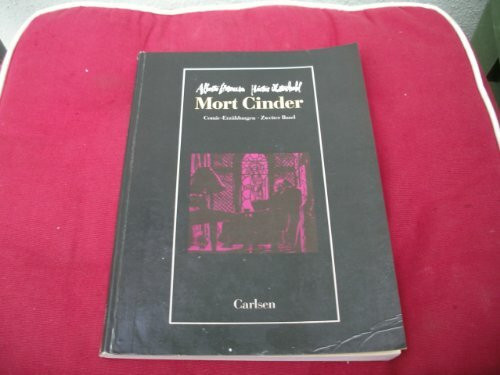 Mort Cinder
Comic-Erzählungen · Zweiter Band
Carlsen